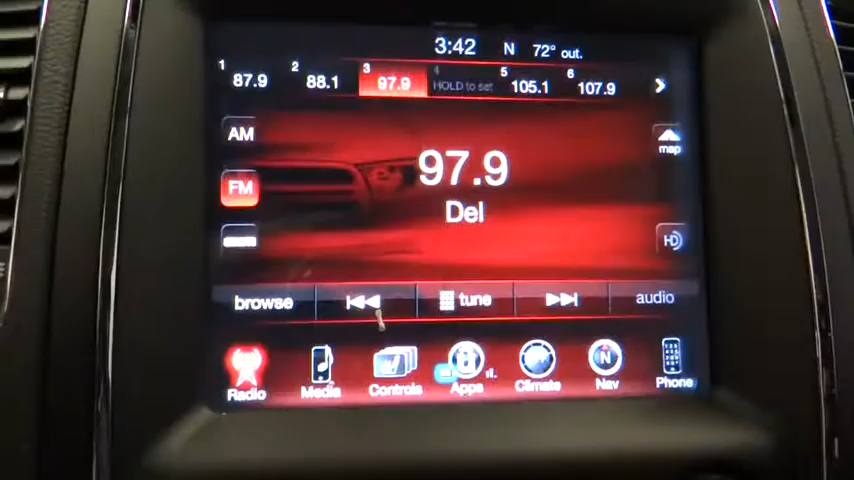 3:42 N 72° out.
1 87.9 2 88.1 3 97.9 4 HOLD to set 5 105.1 6 107.9
AM
map
97.9
FM
Del
HD
browse tune audio
Radio Media Controls Apps Climate Nav Phone